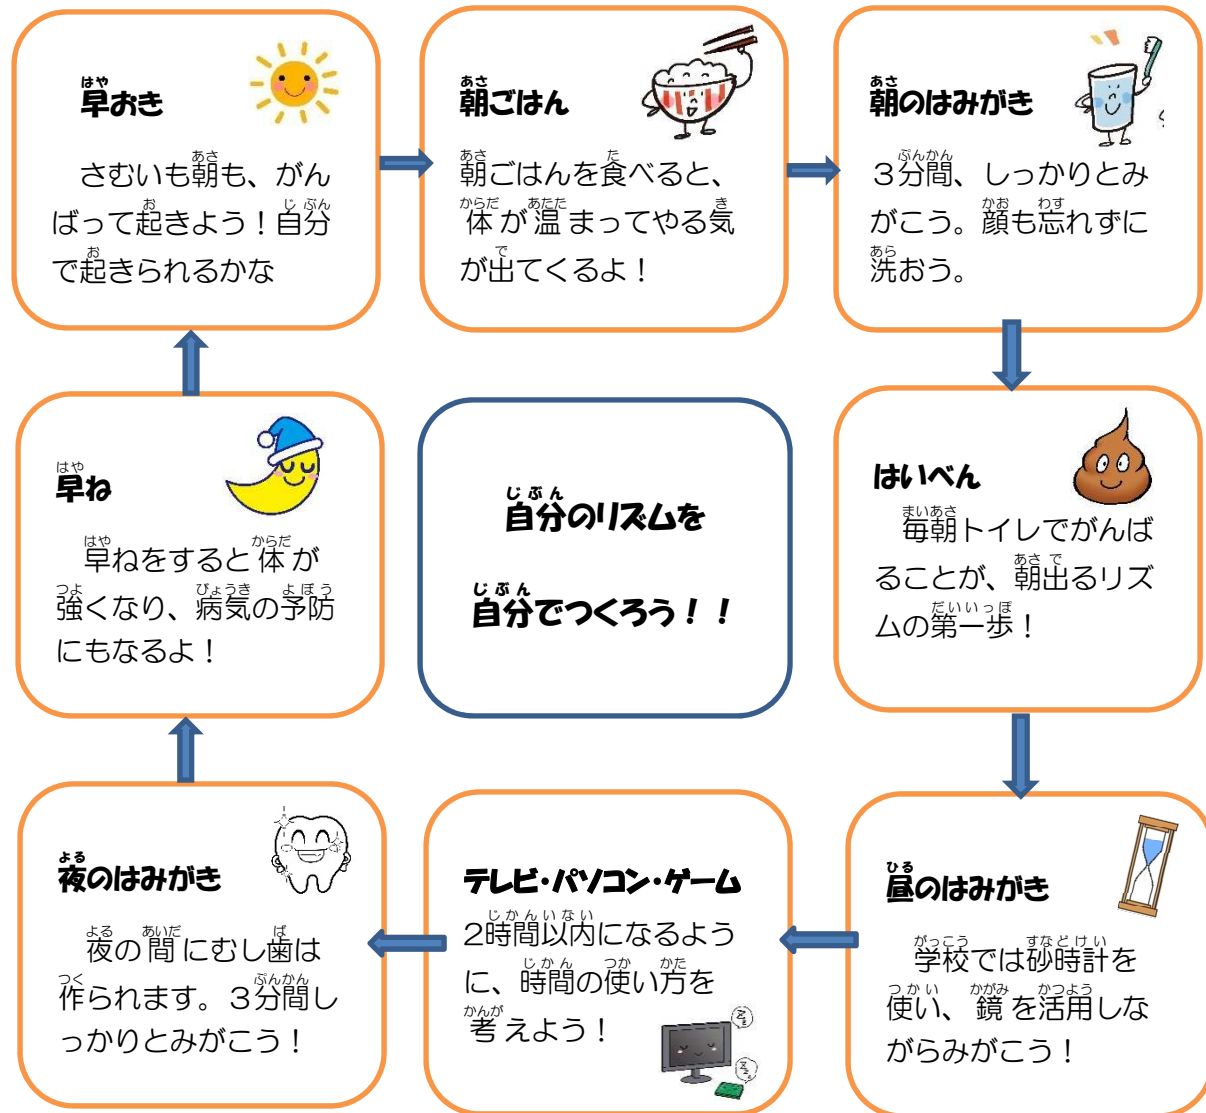 早おき
さむいも朝も、がん
ばって起きよう！自分
で起きられるかな
朝ごはん
朝ごはんを食べると、
体が温まってやる気
が出てくるよ！
朝のはみがき
３分間、しっかりとみ
がこう。顔も忘れずに
洗おう。
はいべん
毎朝トイレでがんば
ることが、朝出るリズ
ムの第一歩！
昼のはみがき
学校では砂時計を
使い、鏡を活用しな
がらみがこう！
テレビ・パソコン・ゲーム
２時間以内になるよう
に、時間の使い方を
考えよう！
夜のはみがき
夜の間にむし歯は
作られます。３分間し
っかりとみがこう！
早ね
早ねをすると体が
強くなり、病気の予防
にもなるよ！
自分のリズムを
自分でつくろう！！